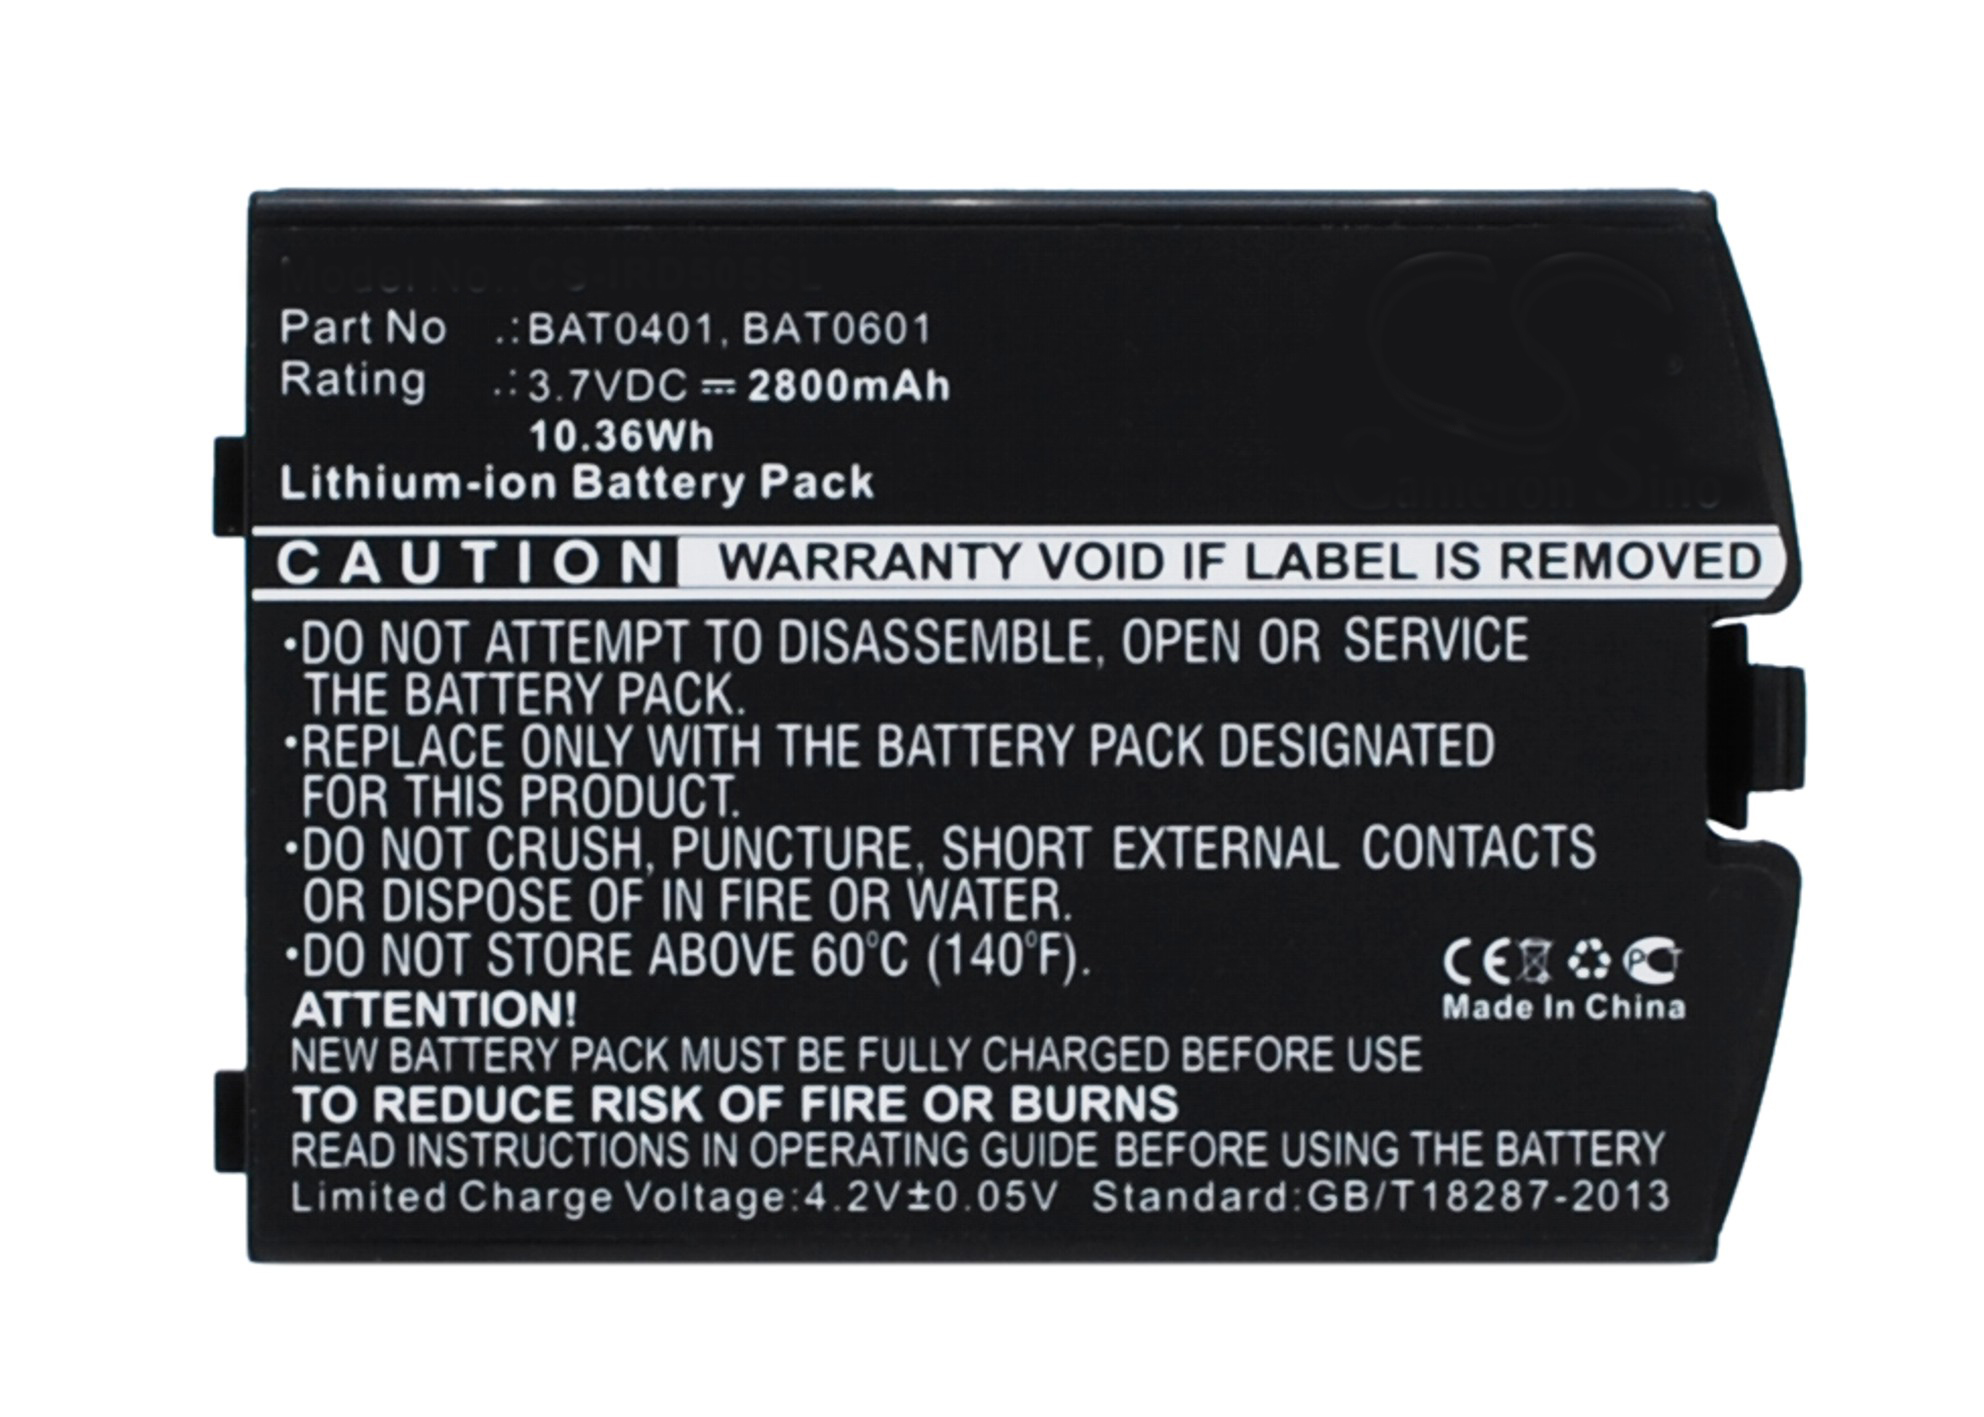 Part No .:BAT0401, BAT0601
Rating .:3.7VDC ⎓ 2800mAh
10.36Wh
Lithium-ion Battery Pack
CAUTION WARRANTY VOID IF LABEL IS REMOVED
•DO NOT ATTEMPT TO DISASSEMBLE, OPEN OR SERVICE
THE BATTERY PACK.
•REPLACE ONLY WITH THE BATTERY PACK DESIGNATED
FOR THIS PRODUCT.
•DO NOT CRUSH, PUNCTURE, SHORT EXTERNAL CONTACTS
OR DISPOSE OF IN FIRE OR WATER.
•DO NOT STORE ABOVE 60°C (140°F).
CE PCT
Made In China
ATTENTION!
NEW BATTERY PACK MUST BE FULLY CHARGED BEFORE USE
TO REDUCE RISK OF FIRE OR BURNS
READ INSTRUCTIONS IN OPERATING GUIDE BEFORE USING THE BATTERY
Limited Charge Voltage:4.2V±0.05V Standard:GB/T18287-2013